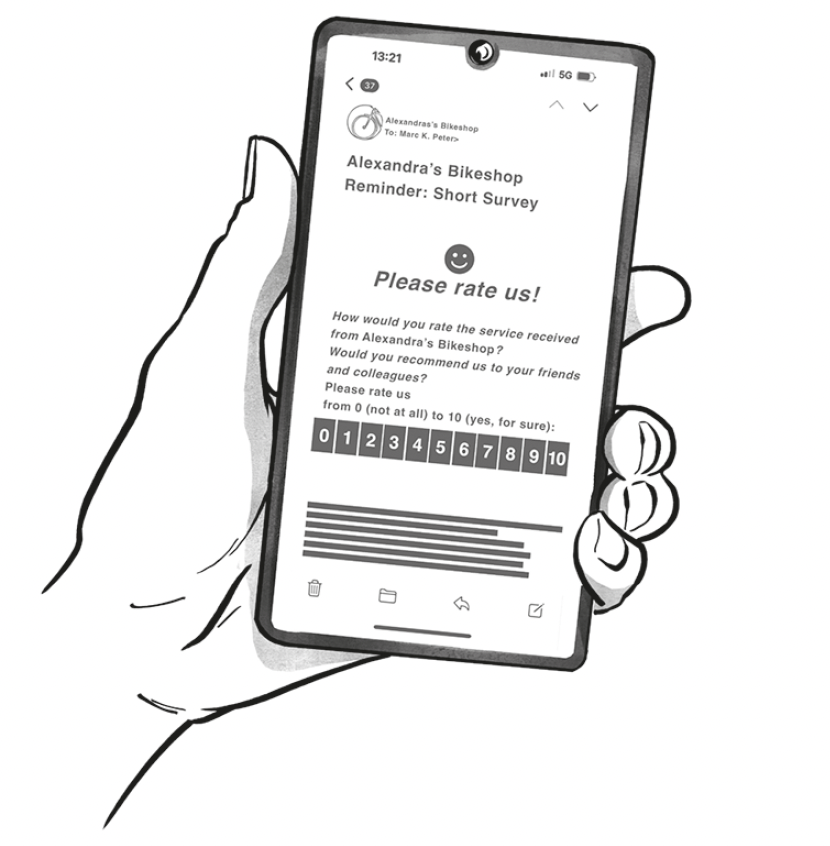 13:21
5G
37
Alexandras's Bikeshop
To: Marc K. Peter>
Alexandra's Bikeshop
Reminder: Short Survey
Please rate us!
How would you rate the service received
from Alexandra's Bikeshop?
Would you recommend us to your friends
and colleagues?
Please rate us
from 0 (not at all) to 10 (yes, for sure):
0 1 2 3 4 5 6 7 8 9 10